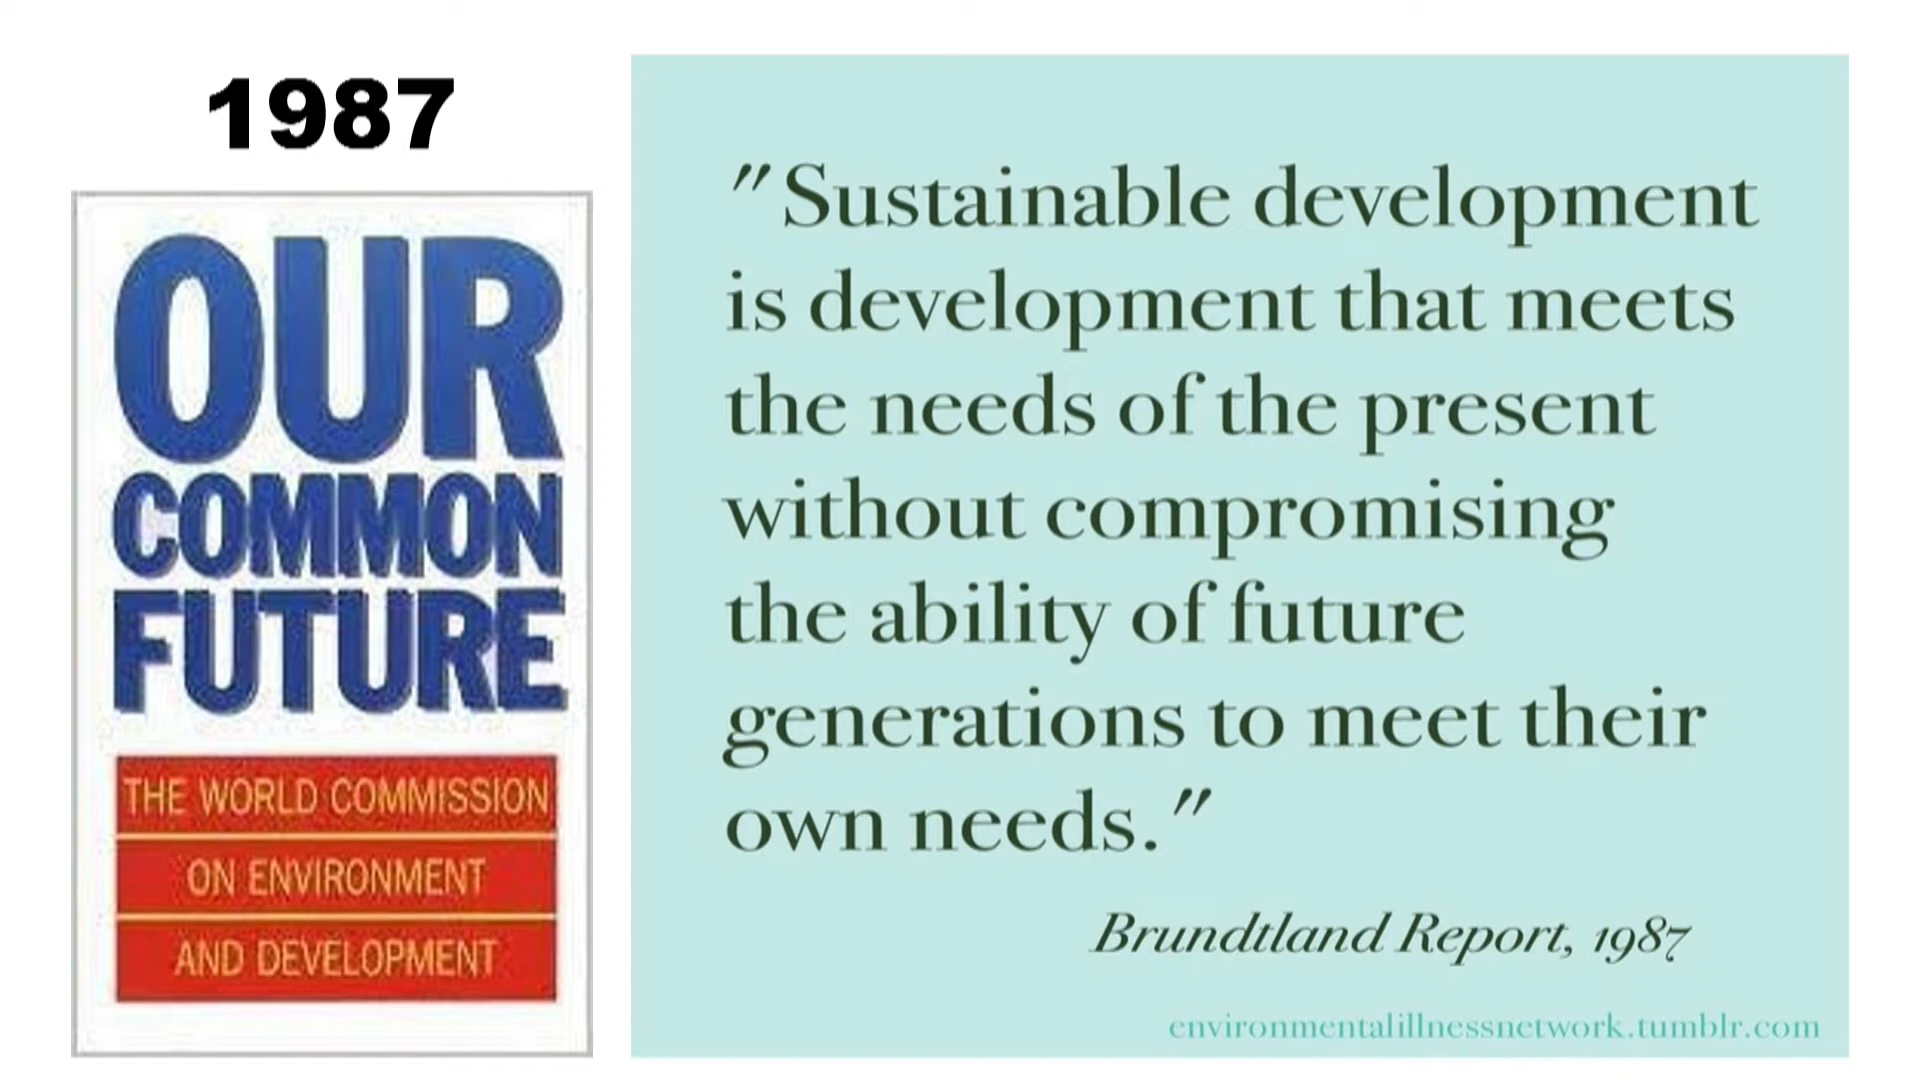 1987
OUR
COMMON
FUTURE
THE WORLD COMMISSION
ON ENVIRONMENT
AND DEVELOPMENT
"Sustainable development
is development that meets
the needs of the present
without compromising
the ability of future
generations to meet their
own needs."
Brundtland Report, 1987
environmentalillnessnetwork.tumblr.com